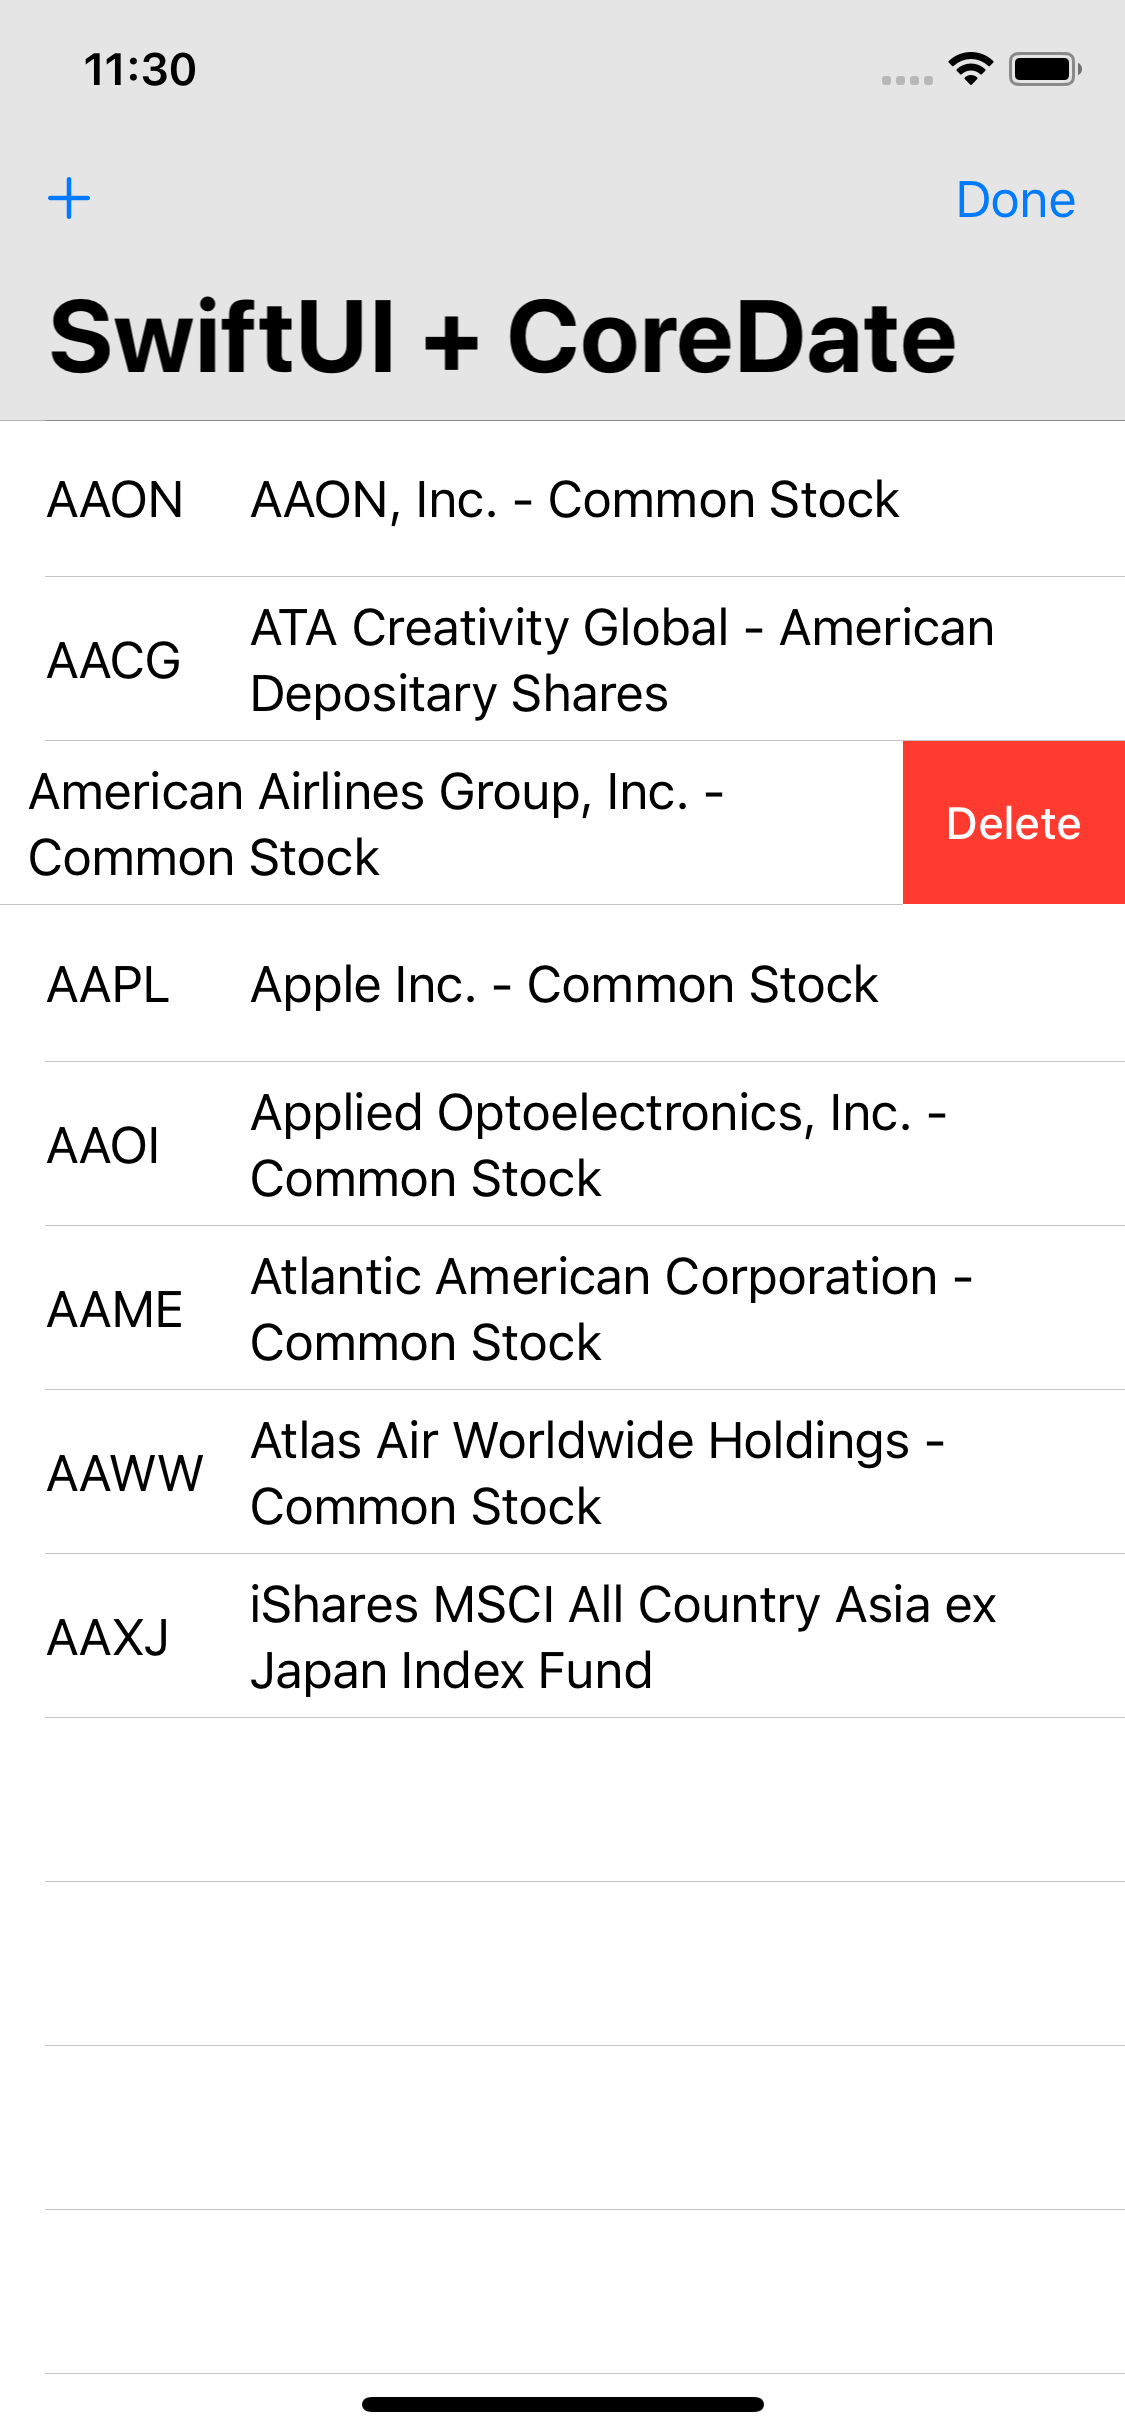 11:30
Done
SwiftUI + CoreDate
AAON AAON, Inc. - Common Stock
AACG
ATA Creativity Global - American
Depositary Shares
American Airlines Group, Inc. -
Common Stock
Delete
AAPL Apple Inc. - Common Stock
AAOI
Applied Optoelectronics, Inc. -
Common Stock
AAME
Atlantic American Corporation -
Common Stock
AAWW
Atlas Air Worldwide Holdings -
Common Stock
AAXJ
iShares MSCI All Country Asia ex
Japan Index Fund